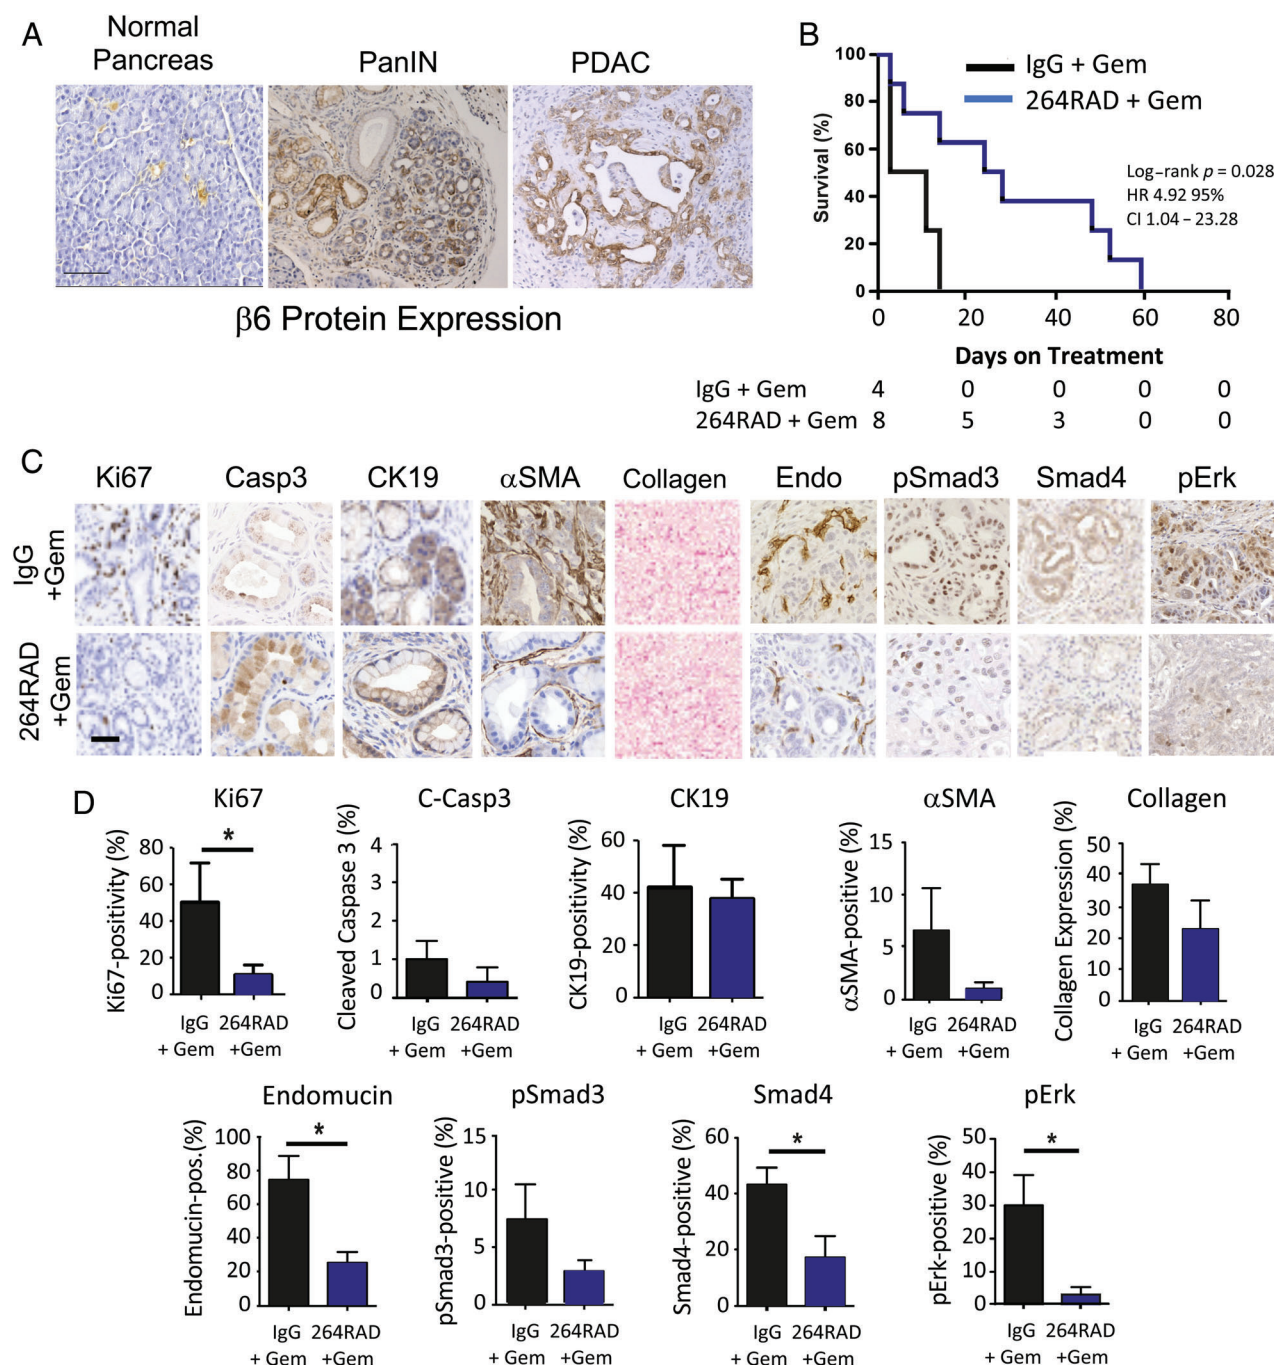 A
Normal
Pancreas
PanIN
PDAC
β6 Protein Expression
B
100
80
60
40
20
0
Survival (%)
IgG + Gem
264RAD + Gem
Log–rank p = 0.028
HR 4.92 95%
CI 1.04 – 23.28
0 20 40 60 80
Days on Treatment
IgG + Gem 4 0 0 0 0
264RAD + Gem 8 5 3 0 0
C
Ki67 Casp3 CK19 αSMA Collagen Endo pSmad3 Smad4 pErk
IgG
+Gem
264RAD
+Gem
D
Ki67
Ki67-positivity (%)
80
60
40
20
0
*
IgG 264RAD
+ Gem +Gem
C-Casp3
Cleaved Caspase 3 (%)
4
3
2
1
0
IgG 264RAD
+ Gem +Gem
CK19
CK19-positivity (%)
60
40
20
0
IgG 264RAD
+ Gem +Gem
αSMA
αSMA-positive (%)
15
10
5
0
IgG 264RAD
+ Gem +Gem
Collagen
Collagen Expression (%)
50
40
30
20
10
0
IgG 264RAD
+ Gem +Gem
Endomucin
Endomucin-pos.(%)
100
80
60
40
20
0
*
IgG 264RAD
+ Gem +Gem
pSmad3
pSmad3-positive (%)
15
10
5
0
IgG 264RAD
+ Gem +Gem
Smad4
Smad4-positive (%)
60
40
20
0
*
IgG 264RAD
+ Gem +Gem
pErk
pErk-positive (%)
50
40
30
20
10
0
*
IgG 264RAD
+ Gem +Gem